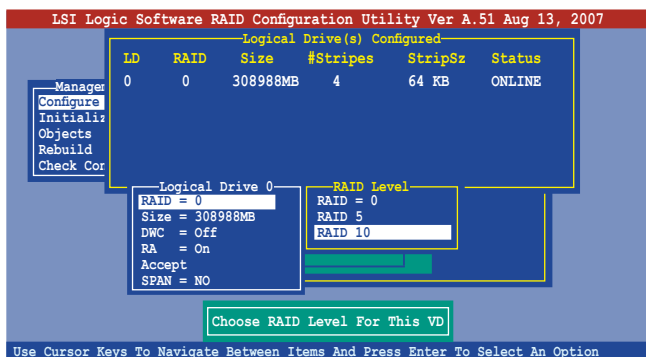 LSI Logic Software RAID Configuration Utility Ver A.51 Aug 13, 2007
Logical Drive(s) Configured
LD RAID Size #Stripes StripSz Status
0 0 308988MB 4 64 KB ONLINE
Configure
Objects
Rebuild
Check
Logical Drive 0
RAID = 0
Size = 308988MB
DWC = Off
RA = On
Accept
SPAN = NO
RAID Level
RAID = 0
RAID 5
RAID 10
Choose RAID Level For This VD
Use Cursor Keys To Navigate Between Items And Press Enter To Select An Option